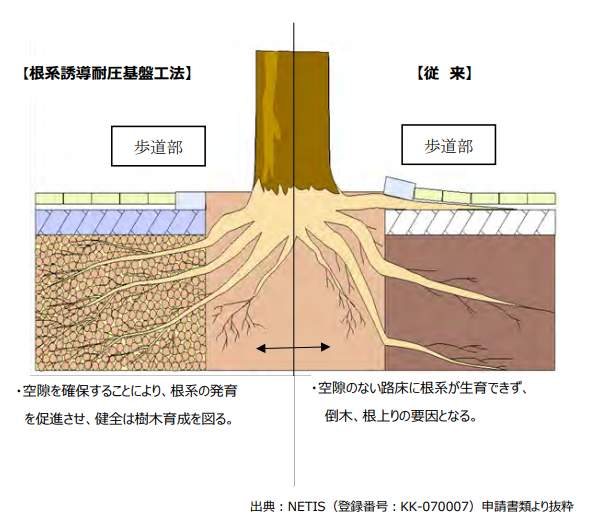 【根系誘導耐圧基盤工法】
【従 来】
歩道部
歩道部
・空隙を確保することにより、根系の発育
を促進させ、健全は樹木育成を図る。
・空隙のない路床に根系が生育できず、
倒木、根上りの要因となる。
出典：NETIS（登録番号：KK-070007）申請書類より抜粋